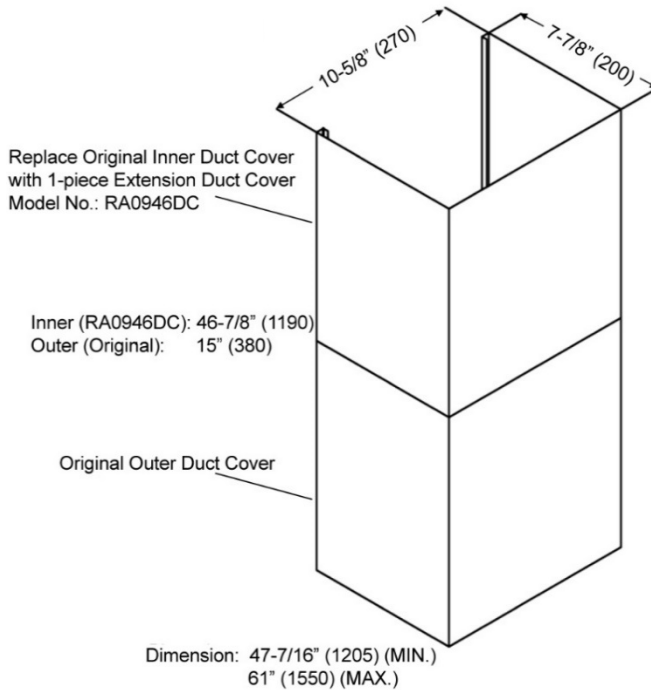 10-5/8” (270)
7-7/8” (200)
Replace Original Inner Duct Cover
with 1-piece Extension Duct Cover
Model No.: RA0946DC
Inner (RA0946DC): 46-7/8” (1190)
Outer (Original): 15” (380)
Original Outer Duct Cover
Dimension: 47-7/16” (1205) (MIN.)
61” (1550) (MAX.)